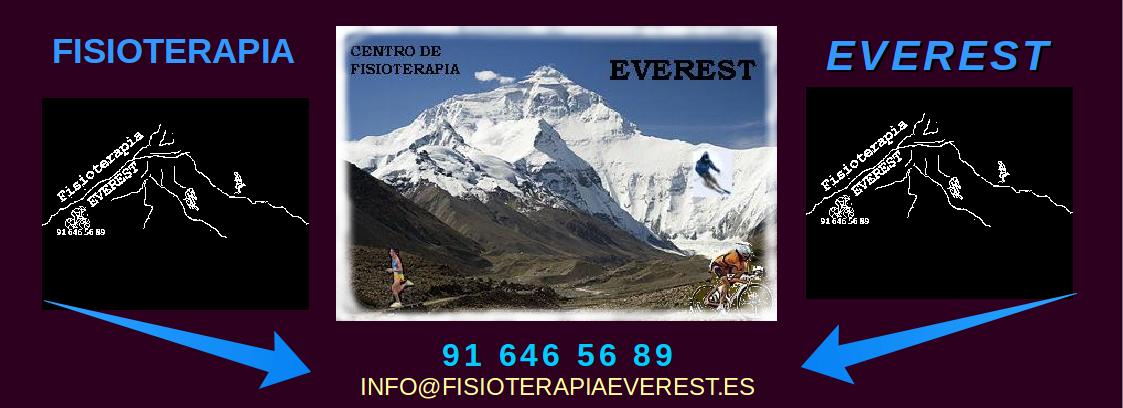 FISIOTERAPIA
EVEREST
CENTRO DE
FISIOTERAPIA
EVEREST
Fisioterapia
EVEREST
91 646 56 89
Fisioterapia
EVEREST
91 646 56 89
91 646 56 89
INFO@FISIOTERAPIAEVEREST.ES